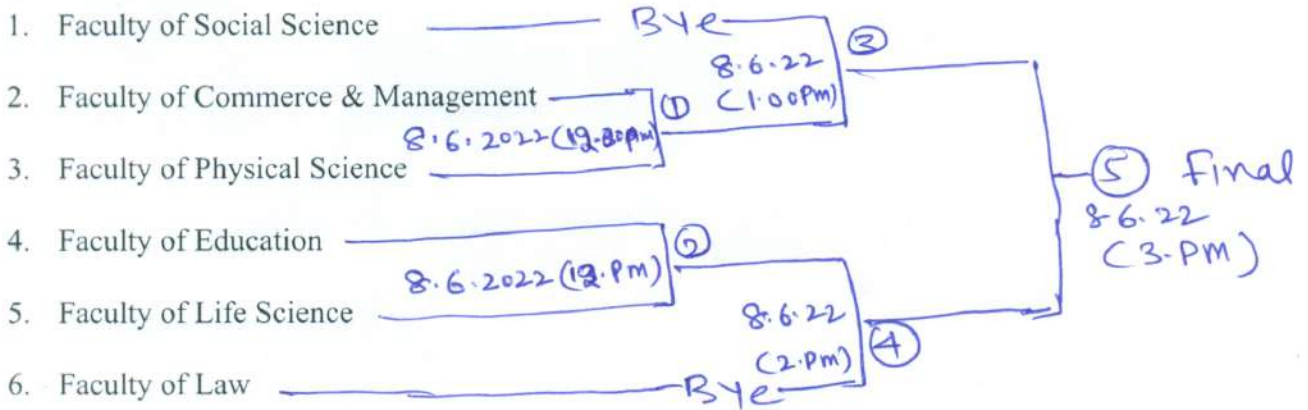 1. Faculty of Social Science Bye
③
8.6.22
2. Faculty of Commerce & Management ① (1.00Pm)
8.6.2022
3. Faculty of Physical Science
⑤ Final
8-6.22
(3.PM)
4. Faculty of Education ②
8.6.2022 Pm)
5. Faculty of Life Science
8.6.22
(2.Pm) ④
6. Faculty of Law Bye